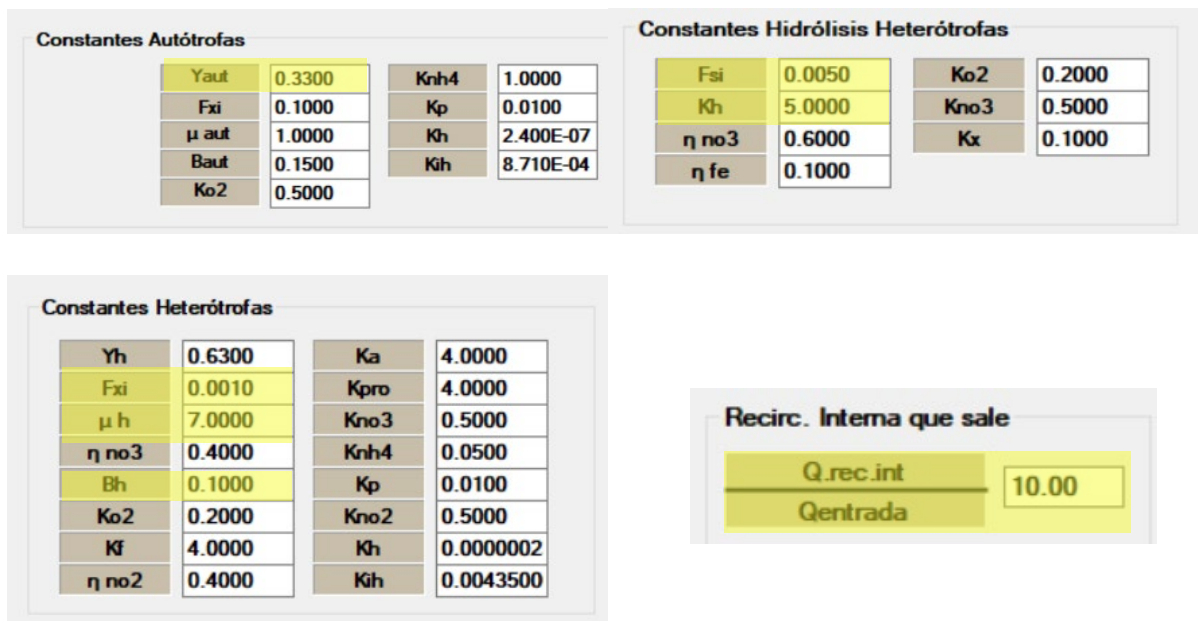 Constantes Autótrofas
Yaut 0.3300 Knh4 1.0000
Fxi 0.1000 Kp 0.0100
µ aut 1.0000 Kh 2.400E-07
Baut 0.1500 Kih 8.710E-04
Ko2 0.5000
Constantes Hidrólisis Heterótrofas
Fsi 0.0050 Ko2 0.2000
Kh 5.0000 Kno3 0.5000
η no3 0.6000 Kx 0.1000
η fe 0.1000
Constantes Heterótrofas
Yh 0.6300 Ka 4.0000
Fxi 0.0010 Kpro 4.0000
µ h 7.0000 Kno3 0.5000
η no3 0.4000 Knh4 0.0500
Bh 0.1000 Kp 0.0100
Ko2 0.2000 Kno2 0.5000
Kf 4.0000 Kh 0.0000002
η no2 0.4000 Kih 0.0043500
Recirc. Interna que sale
Q.rec.int
10.00
Qentrada